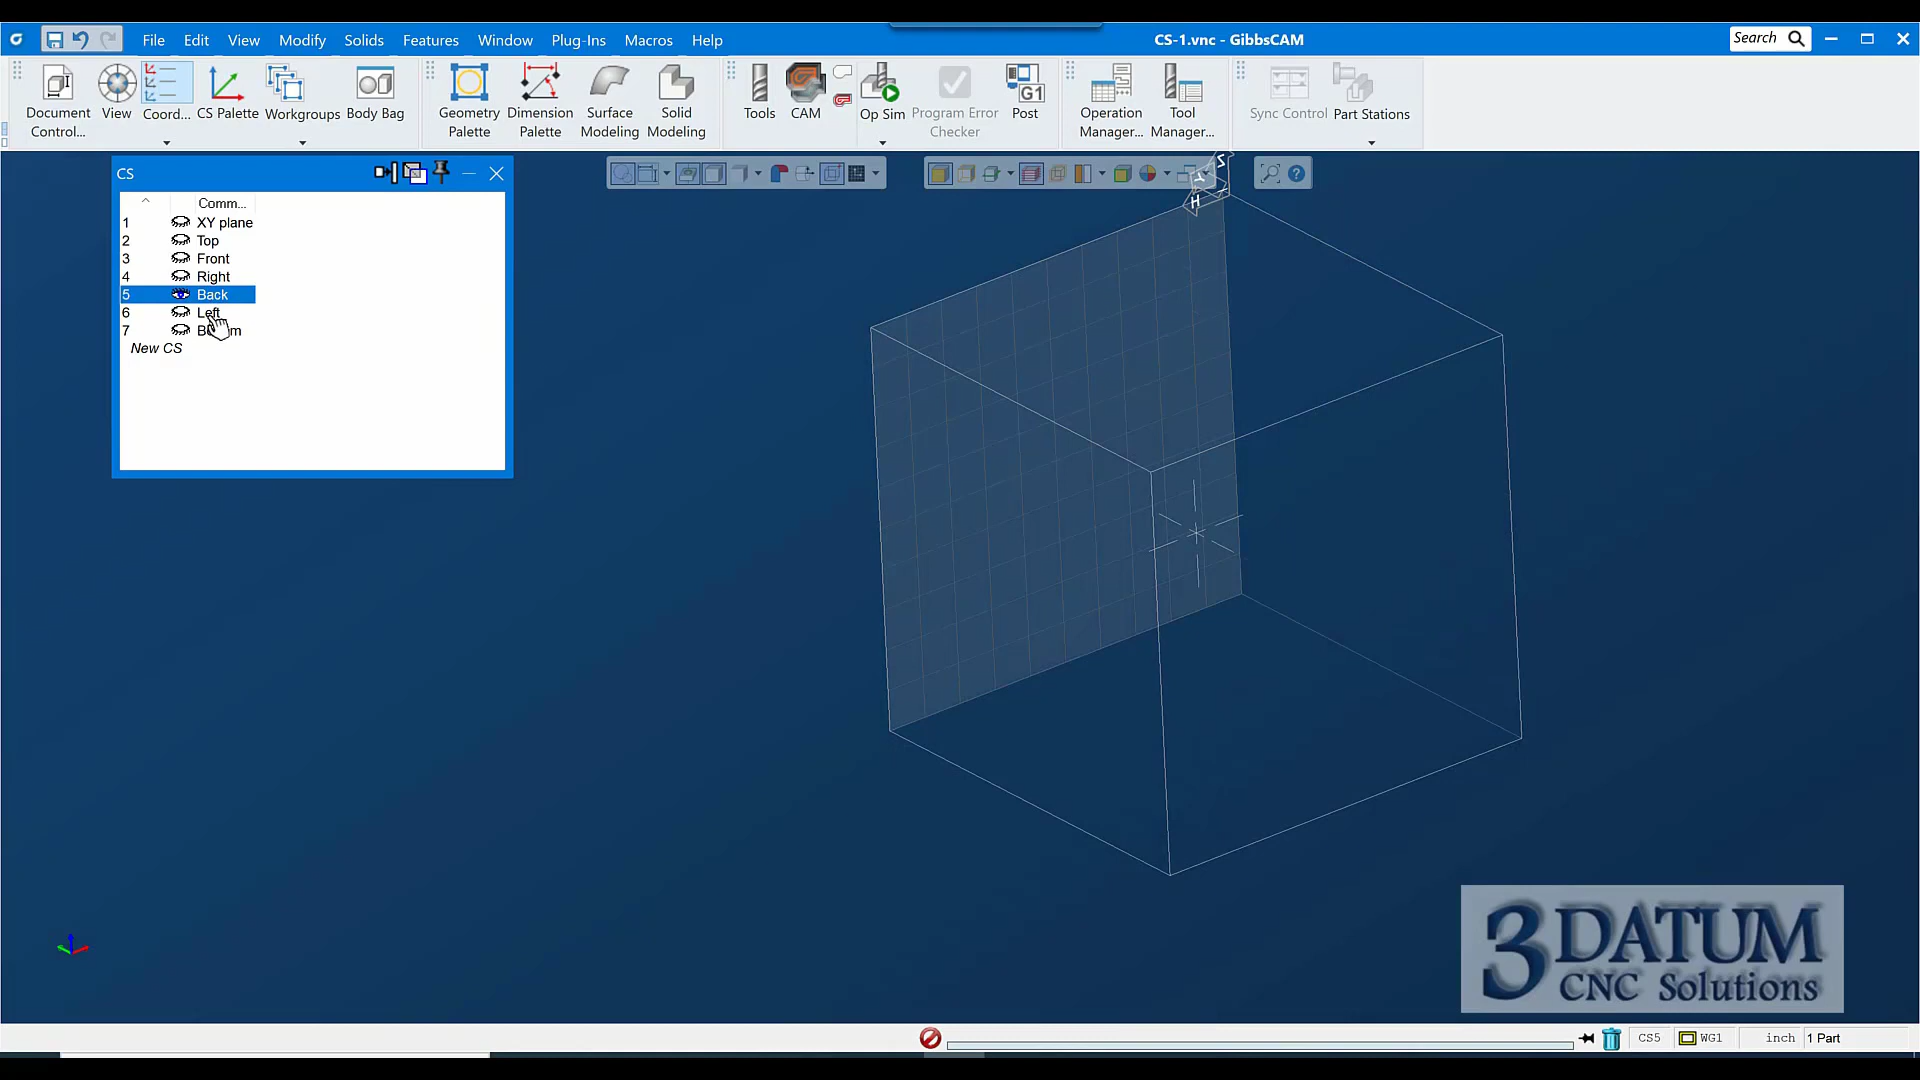 File Edit View Modify Solids Features Window Plug-Ins Macros Help
CS-1.vnc - GibbsCAM
Search
Document Control...
View
Coord...
CS Palette
Workgroups
Body Bag
Geometry Palette
Dimension Palette
Surface Modeling
Solid Modeling
Tools
CAM
Op Sim
Program Error Checker
G1
Post
Operation Manager...
Tool Manager...
Sync Control
Part Stations
CS
Comm...
1 XY plane
2 Top
3 Front
4 Right
5 Back
6 Left
7
New CS
H
3DATUM
CNC Solutions
CS5
WG1
inch
1 Part